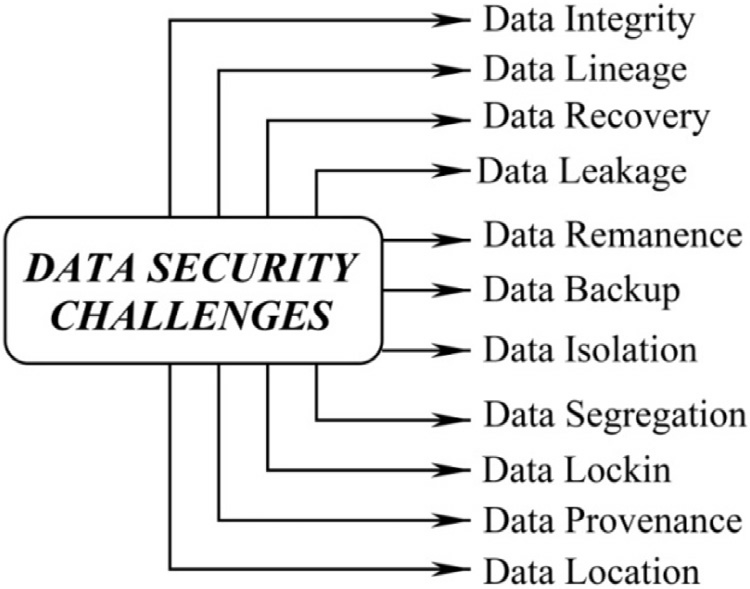 Data Integrity
Data Lineage
Data Recovery
Data Leakage
DATA SECURITY
CHALLENGES
Data Remanence
Data Backup
Data Isolation
Data Segregation
Data Lockin
Data Provenance
Data Location